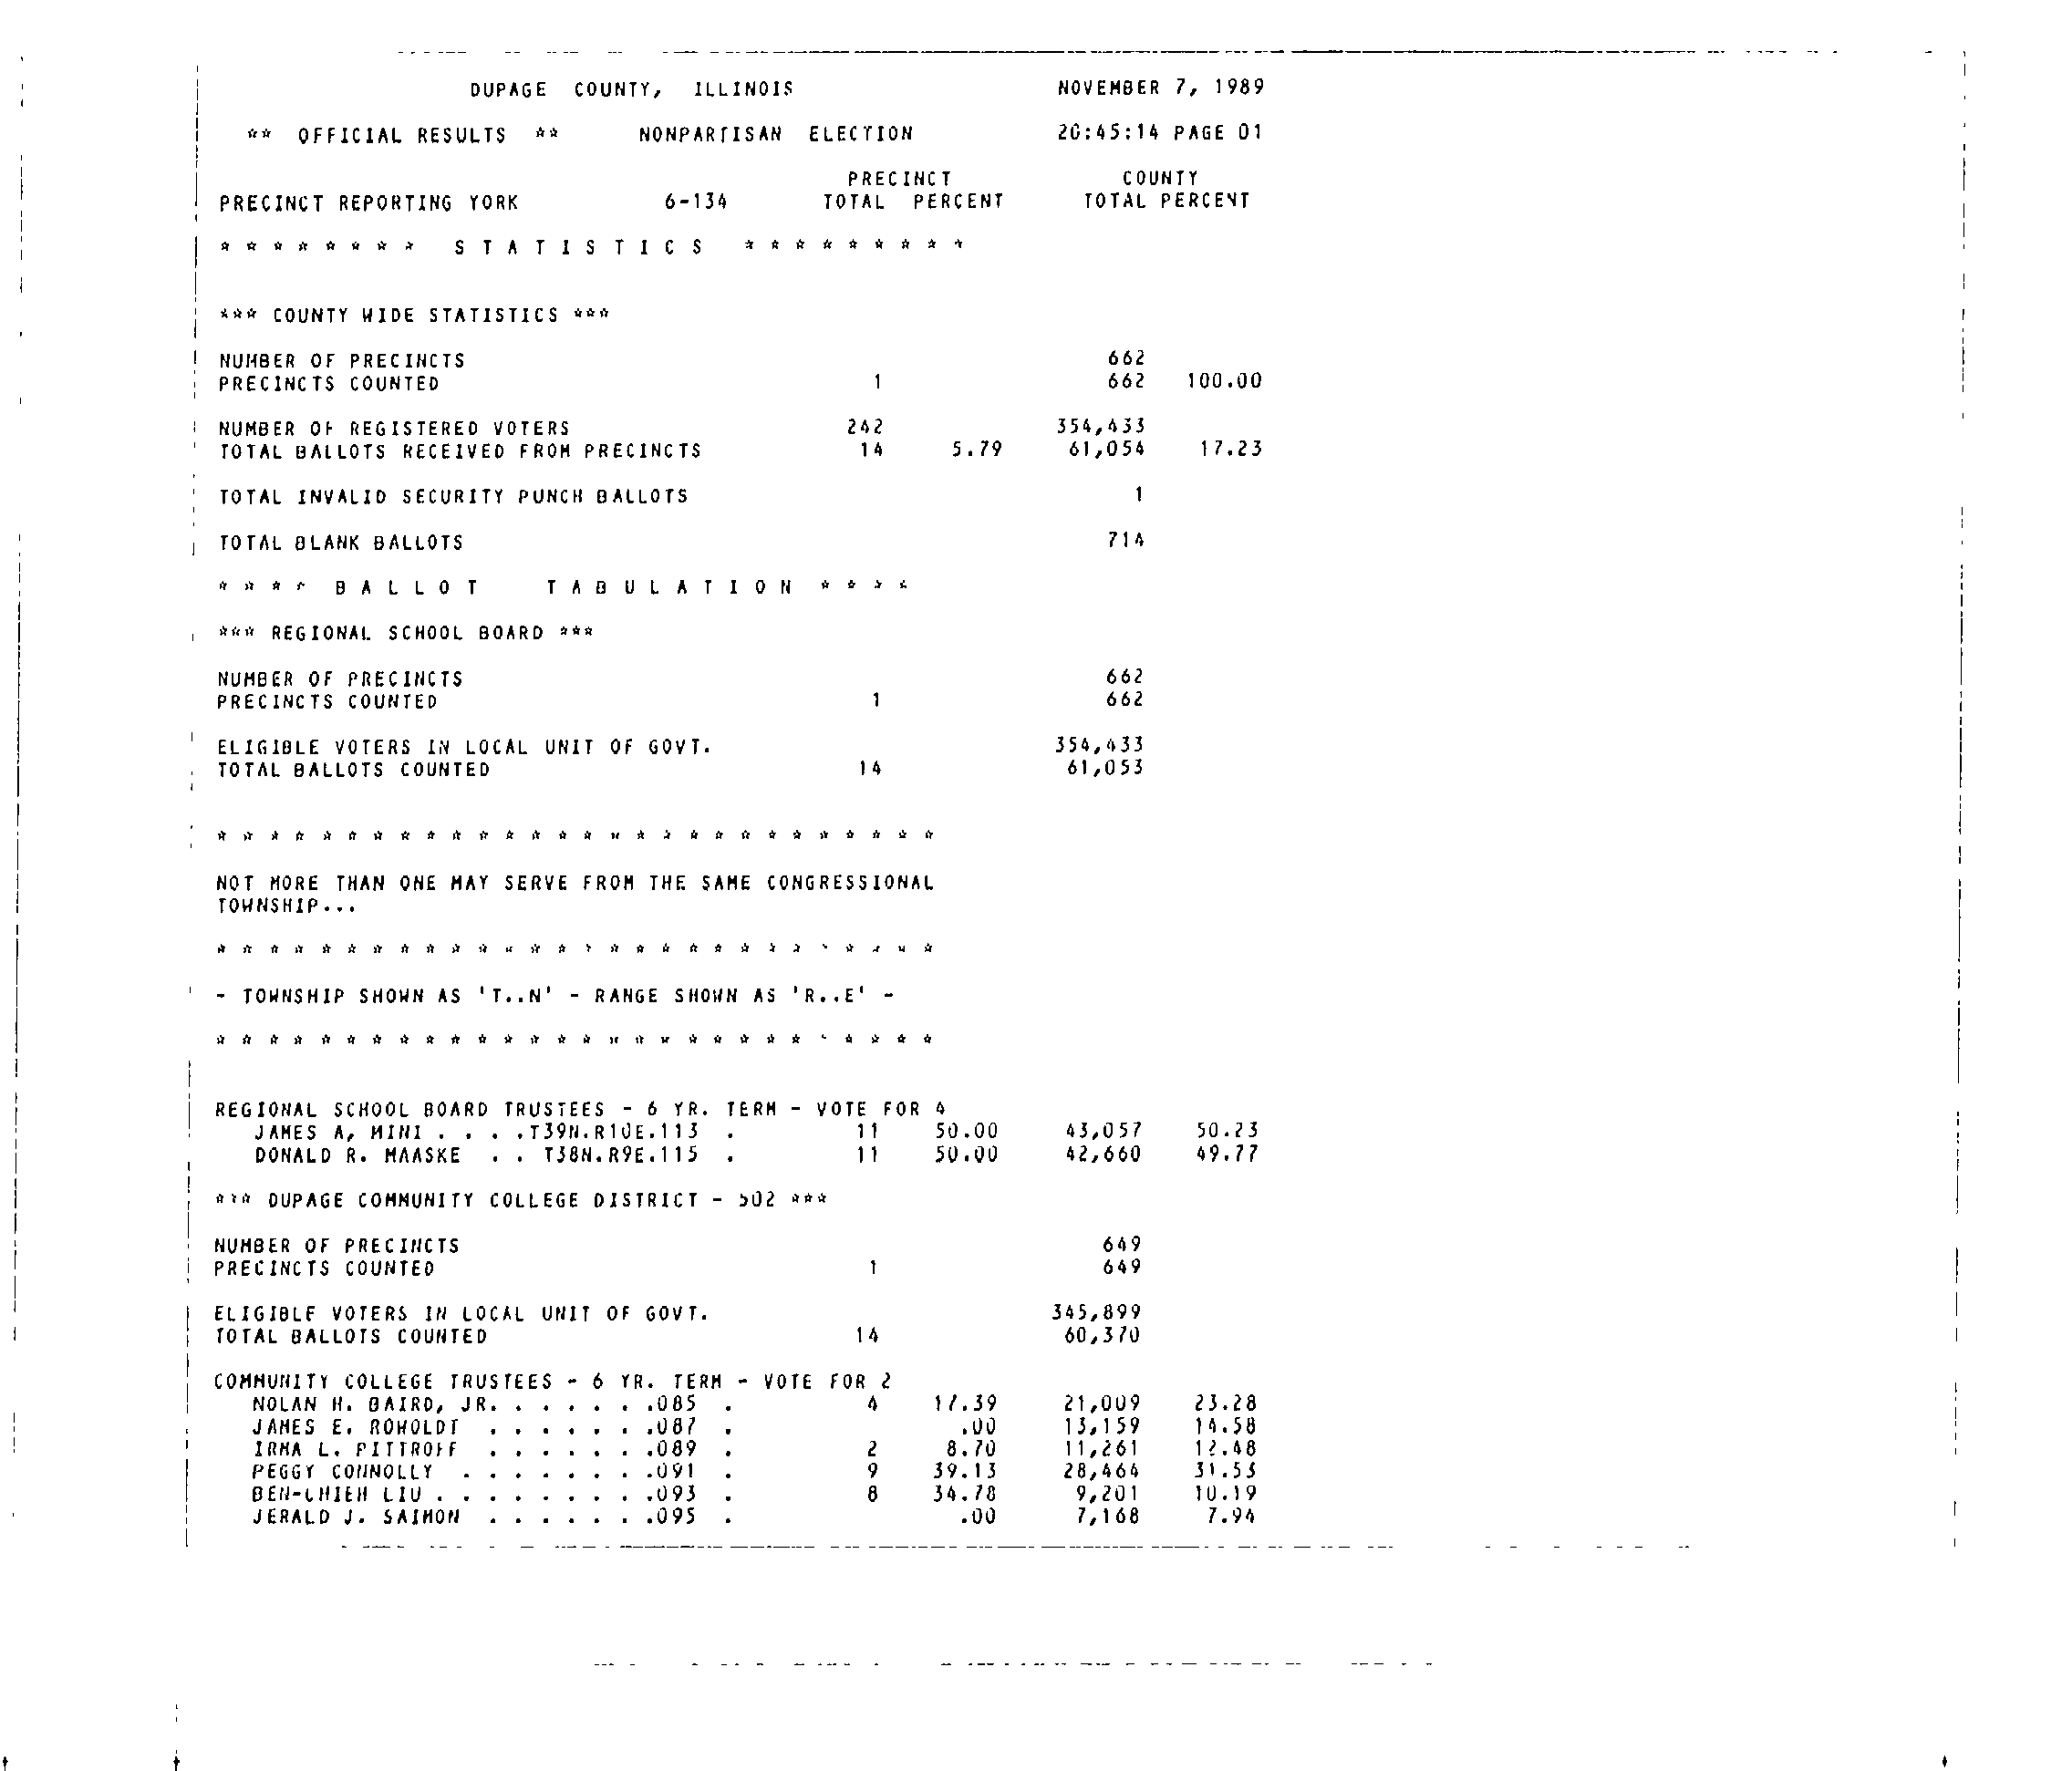 DUPAGE COUNTY, ILLINOIS NOVEMBER 7, 1989
** OFFICIAL RESULTS ** NONPARTISAN ELECTION 20:45:14 PAGE 01
PRECINCT COUNTY
PRECINCT REPORTING YORK 6-134 TOTAL PERCENT TOTAL PERCENT
* * * * * * * * S T A T I S T I C S * * * * * * * * *
*** COUNTY WIDE STATISTICS ***
NUMBER OF PRECINCTS 662
PRECINCTS COUNTED 1 662 100.00
NUMBER OF REGISTERED VOTERS 242 354,433
TOTAL BALLOTS RECEIVED FROM PRECINCTS 14 5.79 61,054 17.23
TOTAL INVALID SECURITY PUNCH BALLOTS 1
TOTAL BLANK BALLOTS 714
* * * * B A L L O T T A B U L A T I O N * * * *
*** REGIONAL SCHOOL BOARD ***
NUMBER OF PRECINCTS 662
PRECINCTS COUNTED 1 662
ELIGIBLE VOTERS IN LOCAL UNIT OF GOVT. 354,433
TOTAL BALLOTS COUNTED 14 61,053
* * * * * * * * * * * * * * * * * * * * * * * * * * * *
NOT MORE THAN ONE MAY SERVE FROM THE SAME CONGRESSIONAL
TOWNSHIP...
* * * * * * * * * * * * * * * * * * * * * * * * * * * *
- TOWNSHIP SHOWN AS 'T..N' - RANGE SHOWN AS 'R..E' -
* * * * * * * * * * * * * * * * * * * * * * * * * * * *
REGIONAL SCHOOL BOARD TRUSTEES - 6 YR. TERM - VOTE FOR 4
JAMES A, MINI . . . .T39N.R10E.113 . 11 50.00 43,057 50.23
DONALD R. MAASKE . . T38N.R9E.115 . 11 50.00 42,660 49.77
*** DUPAGE COMMUNITY COLLEGE DISTRICT - 502 ***
NUMBER OF PRECINCTS 649
PRECINCTS COUNTED 1 649
ELIGIBLE VOTERS IN LOCAL UNIT OF GOVT. 345,899
TOTAL BALLOTS COUNTED 14 60,370
COMMUNITY COLLEGE TRUSTEES - 6 YR. TERM - VOTE FOR 2
NOLAN H. BAIRD, JR. . . . . . .085 . 4 17.39 21,009 23.28
JAMES E. ROWOLDT . . . . . . .087 . .00 13,159 14.58
IRMA L. PITTROFF . . . . . . .089 . 2 8.70 11,261 12.48
PEGGY CONNOLLY . . . . . . . .091 . 9 39.13 28,464 31.53
BEN-CHIEH LIU . . . . . . . . .093 . 8 34.78 9,201 10.19
JERALD J. SAIMON . . . . . . .095 . .00 7,168 7.94